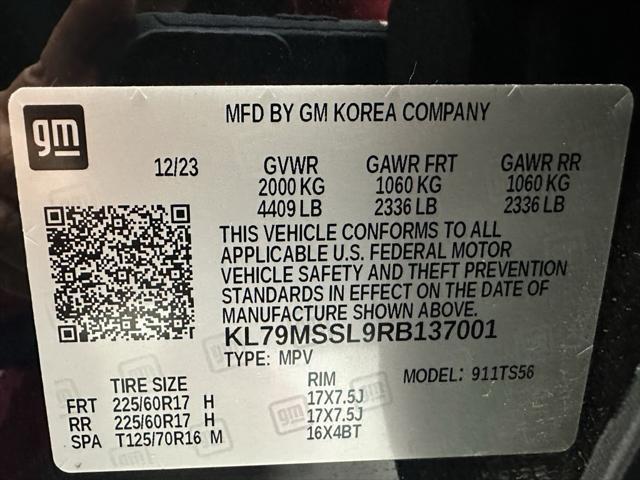 gm
MFD BY GM KOREA COMPANY
12/23 GVWR GAWR FRT GAWR RR
2000 KG 1060 KG 1060 KG
4409 LB 2336 LB 2336 LB
THIS VEHICLE CONFORMS TO ALL
APPLICABLE U.S. FEDERAL MOTOR
VEHICLE SAFETY AND THEFT PREVENTION
STANDARDS IN EFFECT ON THE DATE OF
MANUFACTURE SHOWN ABOVE.
KL79MSSL9RB137001
TYPE: MPV MODEL: 911TS56
TIRE SIZE RIM
FRT 225/60R17 H 17X7.5J
RR 225/60R17 H 17X7.5J
SPA T125/70R16 M 16X4BT